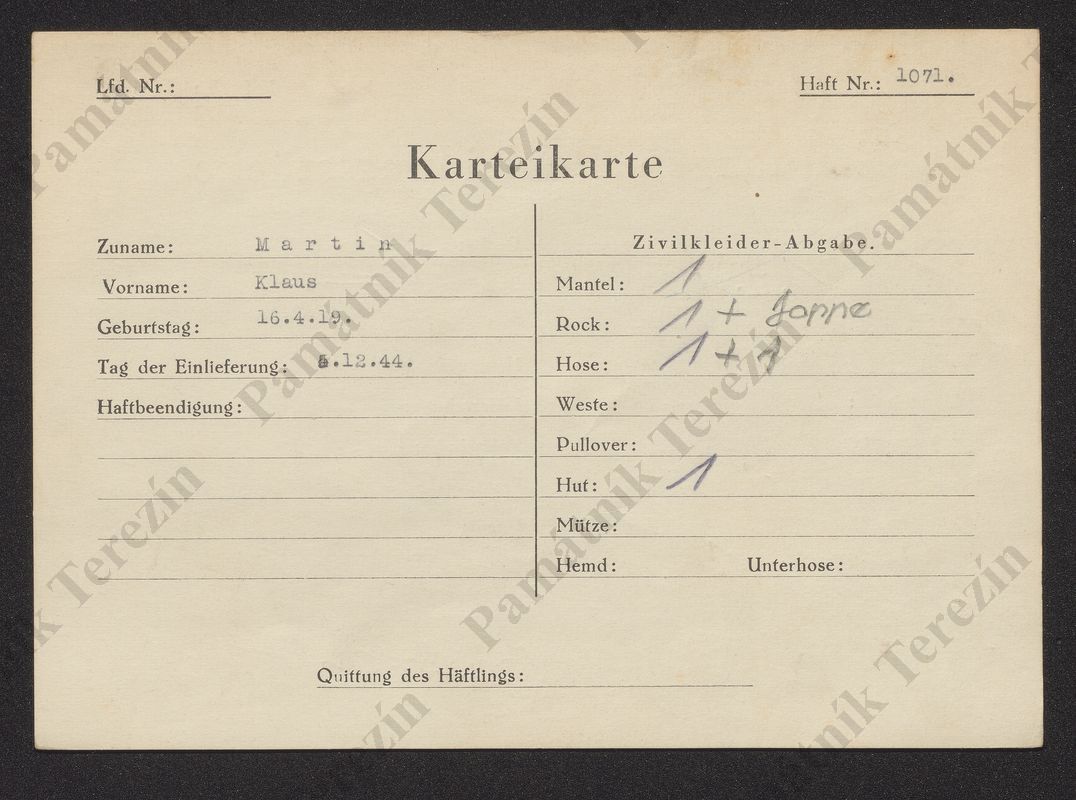 Lfd. Nr.:
Haft Nr.: 1071.
Karteikarte
Zuname: Martin
Vorname: Klaus
Geburtstag: 16.4.19.
Tag der Einlieferung: 5.12.44.
Haftbeendigung:
Zivilkleider-Abgabe.
Mantel: 1
Rock: 1 + Joppe
Hose: 1 + 1
Weste:
Pullover:
Hut: 1
Mütze:
Hemd: Unterhose:
Quittung des Häftlings:
Památník Terezín